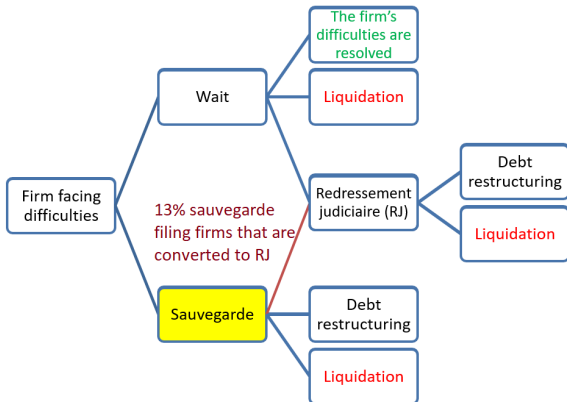 The firm's
difficulties are
resolved
Wait
Liquidation
Firm facing
difficulties
13% sauvegarde
filing firms that are
converted to RJ
Redressement
judiciaire (RJ)
Debt
restructuring
Liquidation
Sauvegarde
Debt
restructuring
Liquidation